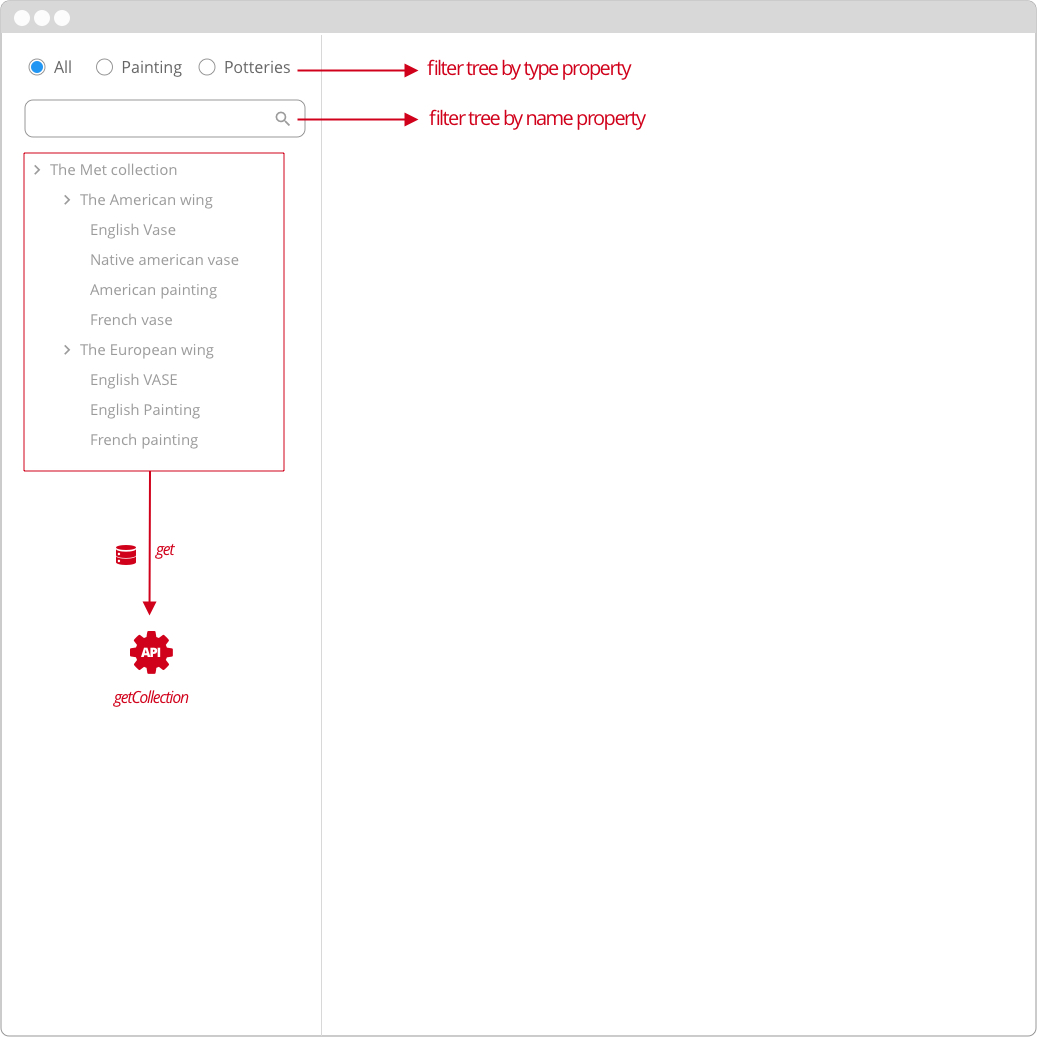 All Painting Potteries filter tree by type property
filter tree by name property
The Met collection
The American wing
English Vase
Native american vase
American painting
French vase
The European wing
English VASE
English Painting
French painting
get
API
getCollection